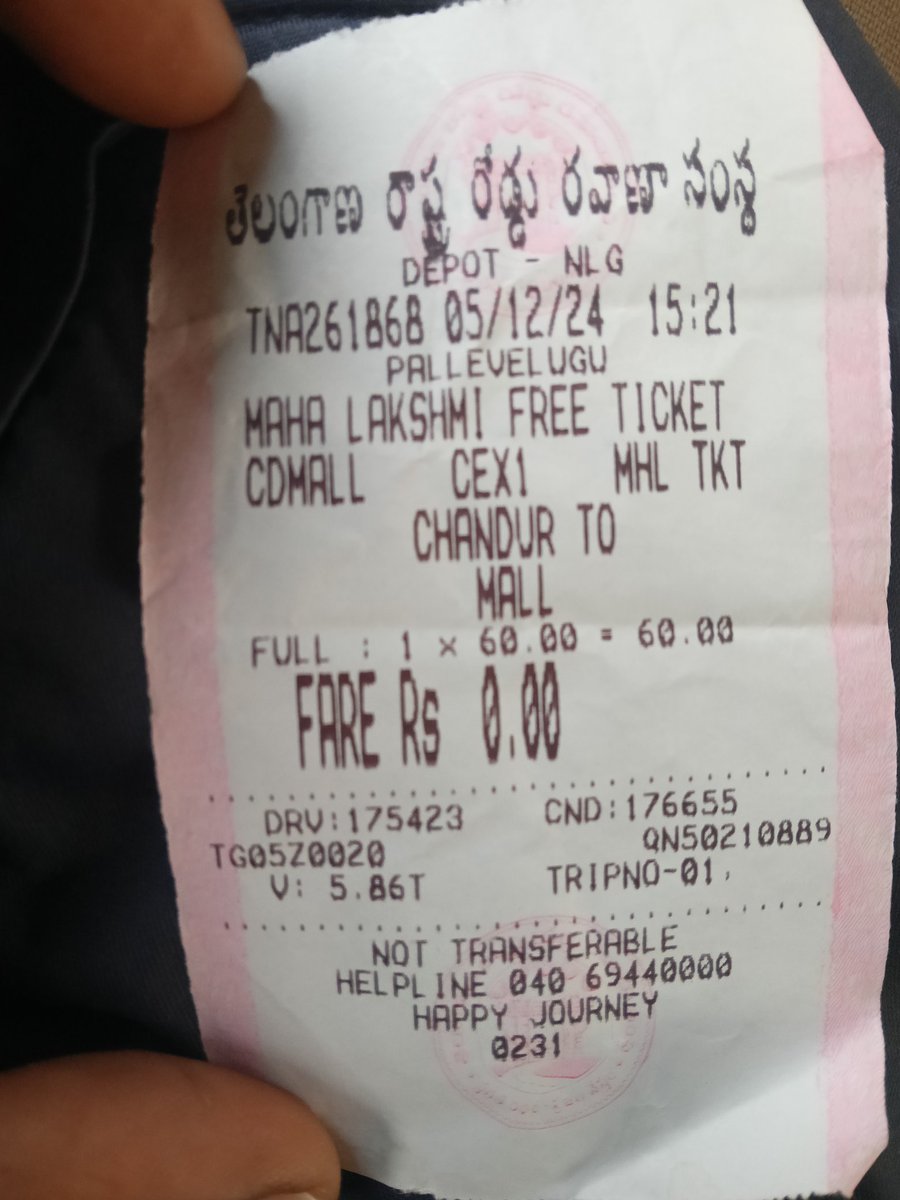 తెలంగాణ రాష్ట్ర రోడ్డు రవాణా సంస్థ
DEPOT - NLG
TNA261868 05/12/24 15:21
PALLEVELUGU
MAHA LAKSHMI FREE TICKET
CDMALL CEX1 MHL TKT
CHANDUR TO
MALL
FULL : 1 x 60.00 = 60.00
FARE Rs 0.00
DRV:175423 CND:176655
TG05Z0020 QN50210889
V: 5.86T TRIPNO-01
NOT TRANSFERABLE
HELPLINE 040 69440000
HAPPY JOURNEY
0231